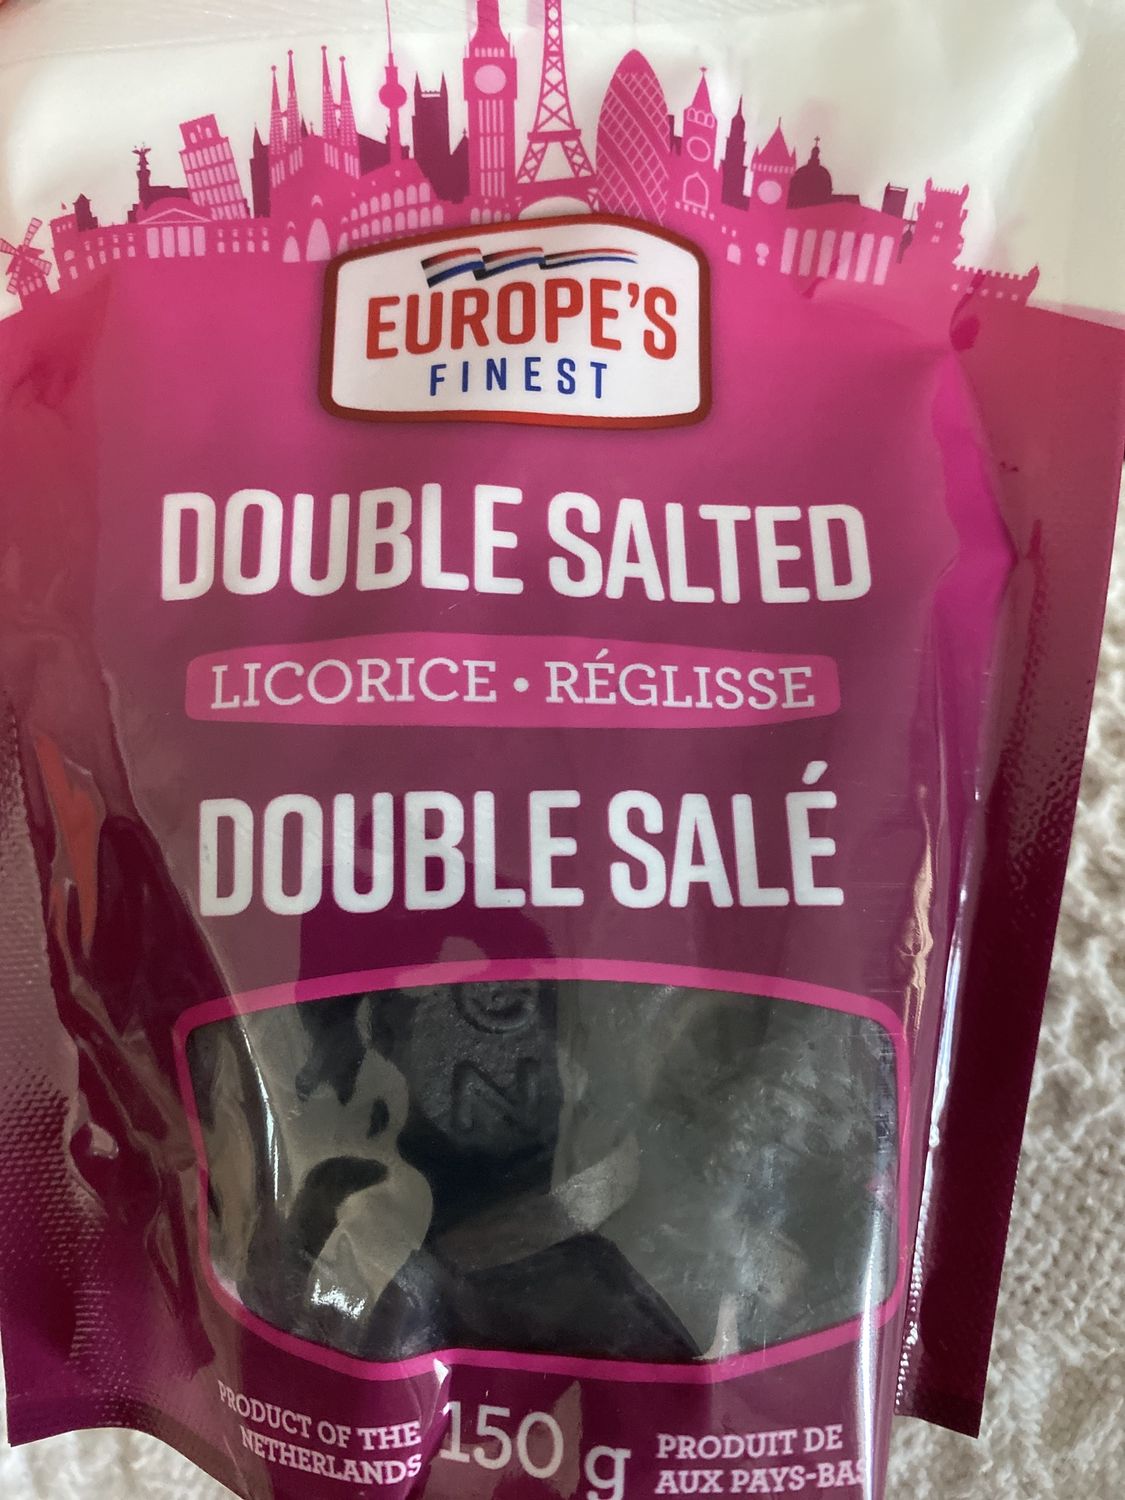 EUROPE'S
FINEST
DOUBLE SALTED
LICORICE • RÉGLISSE
DOUBLE SALÉ
PRODUCT OF THE
NETHERLANDS
150 g
PRODUIT DE
AUX PAYS-BAS